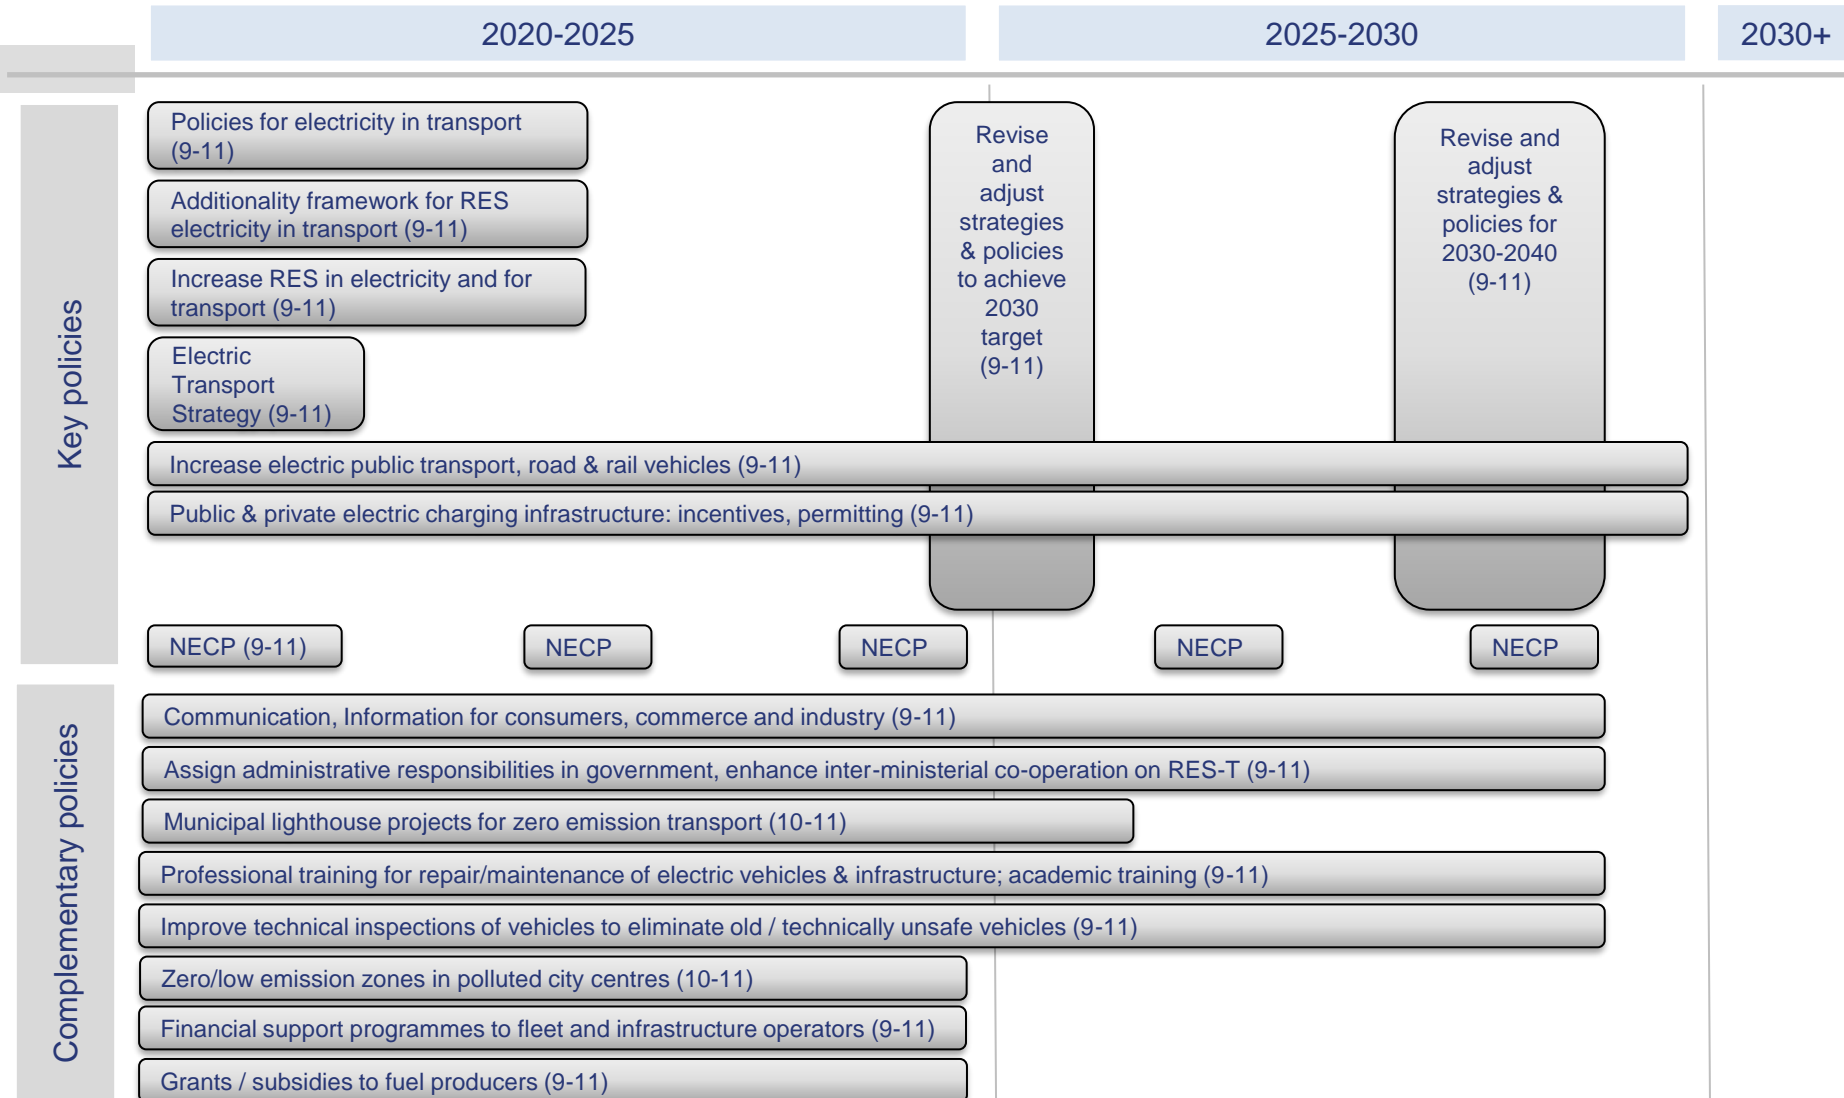 2020-2025
2025-2030
2030+
Key policies
Policies for electricity in transport
(9-11)
Additionality framework for RES
electricity in transport (9-11)
Increase RES in electricity and for
transport (9-11)
Electric
Transport
Strategy (9-11)
Revise
and
adjust
strategies
& policies
to achieve
2030
target
(9-11)
Revise and
adjust
strategies &
policies for
2030-2040
(9-11)
Increase electric public transport, road & rail vehicles (9-11)
Public & private electric charging infrastructure: incentives, permitting (9-11)
NECP (9-11)
NECP
NECP
NECP
NECP
Complementary policies
Communication, Information for consumers, commerce and industry (9-11)
Assign administrative responsibilities in government, enhance inter-ministerial co-operation on RES-T (9-11)
Municipal lighthouse projects for zero emission transport (10-11)
Professional training for repair/maintenance of electric vehicles & infrastructure; academic training (9-11)
Improve technical inspections of vehicles to eliminate old / technically unsafe vehicles (9-11)
Zero/low emission zones in polluted city centres (10-11)
Financial support programmes to fleet and infrastructure operators (9-11)
Grants / subsidies to fuel producers (9-11)